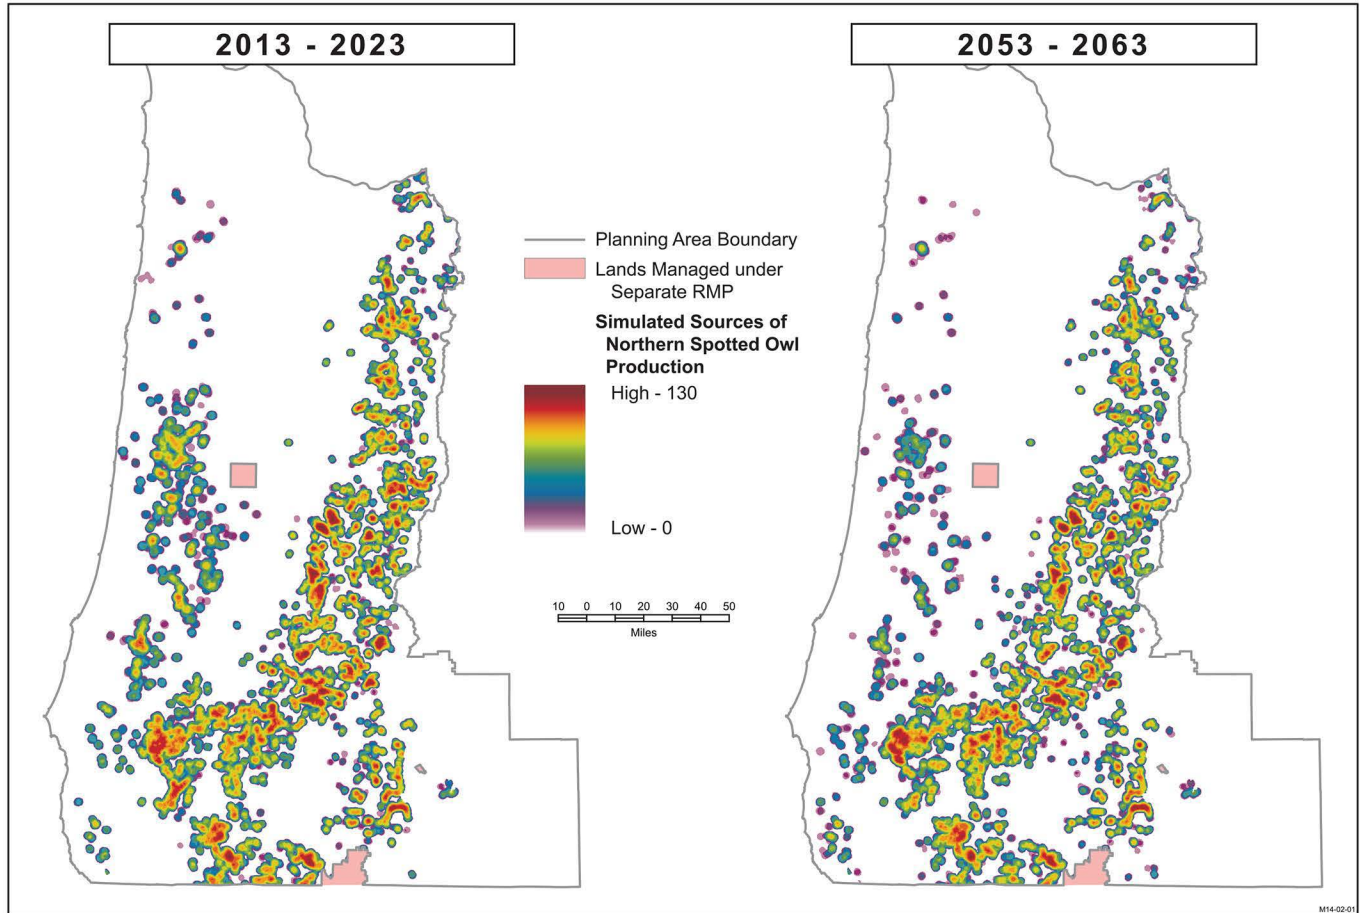 2013 - 2023
2053 - 2063
Planning Area Boundary
Lands Managed under
Separate RMP
Simulated Sources of
Northern Spotted Owl
Production
High - 130
Low - 0
10 0 10 20 30 40 50
Miles
M14-02-01